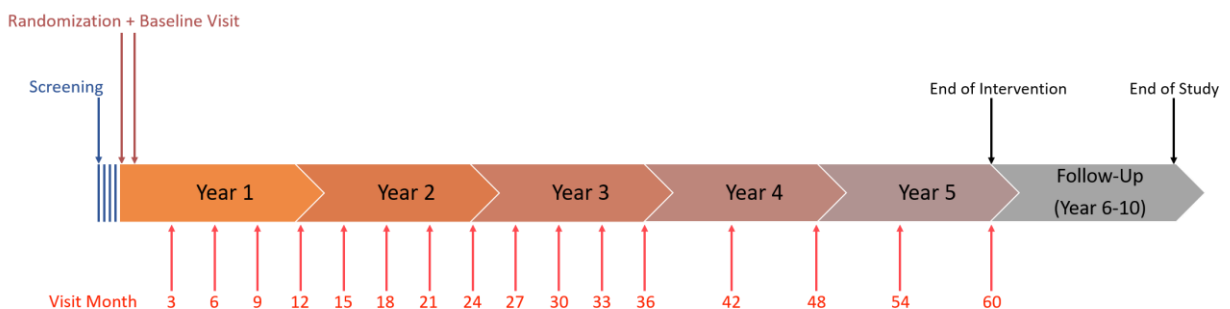 Randomization + Baseline Visit
Screening
End of Intervention
End of Study
Year 1
Year 2
Year 3
Year 4
Year 5
Follow-Up
(Year 6-10)
Visit Month
3
6
9
12
15
18
21
24
27
30
33
36
42
48
54
60